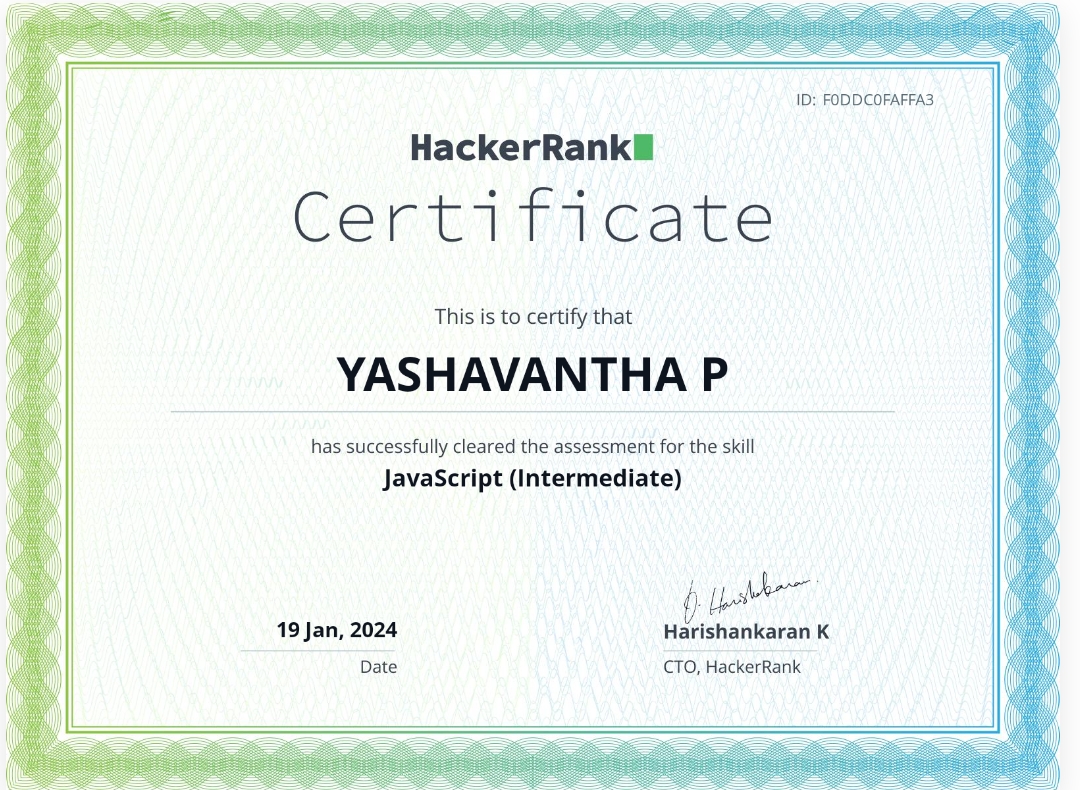 ID: F0DDC0FAFFA3
HackerRank
Certificate
This is to certify that
YASHAVANTHA P
has successfully cleared the assessment for the skill
JavaScript (Intermediate)
19 Jan, 2024
Date
Harishankaran K
CTO, HackerRank